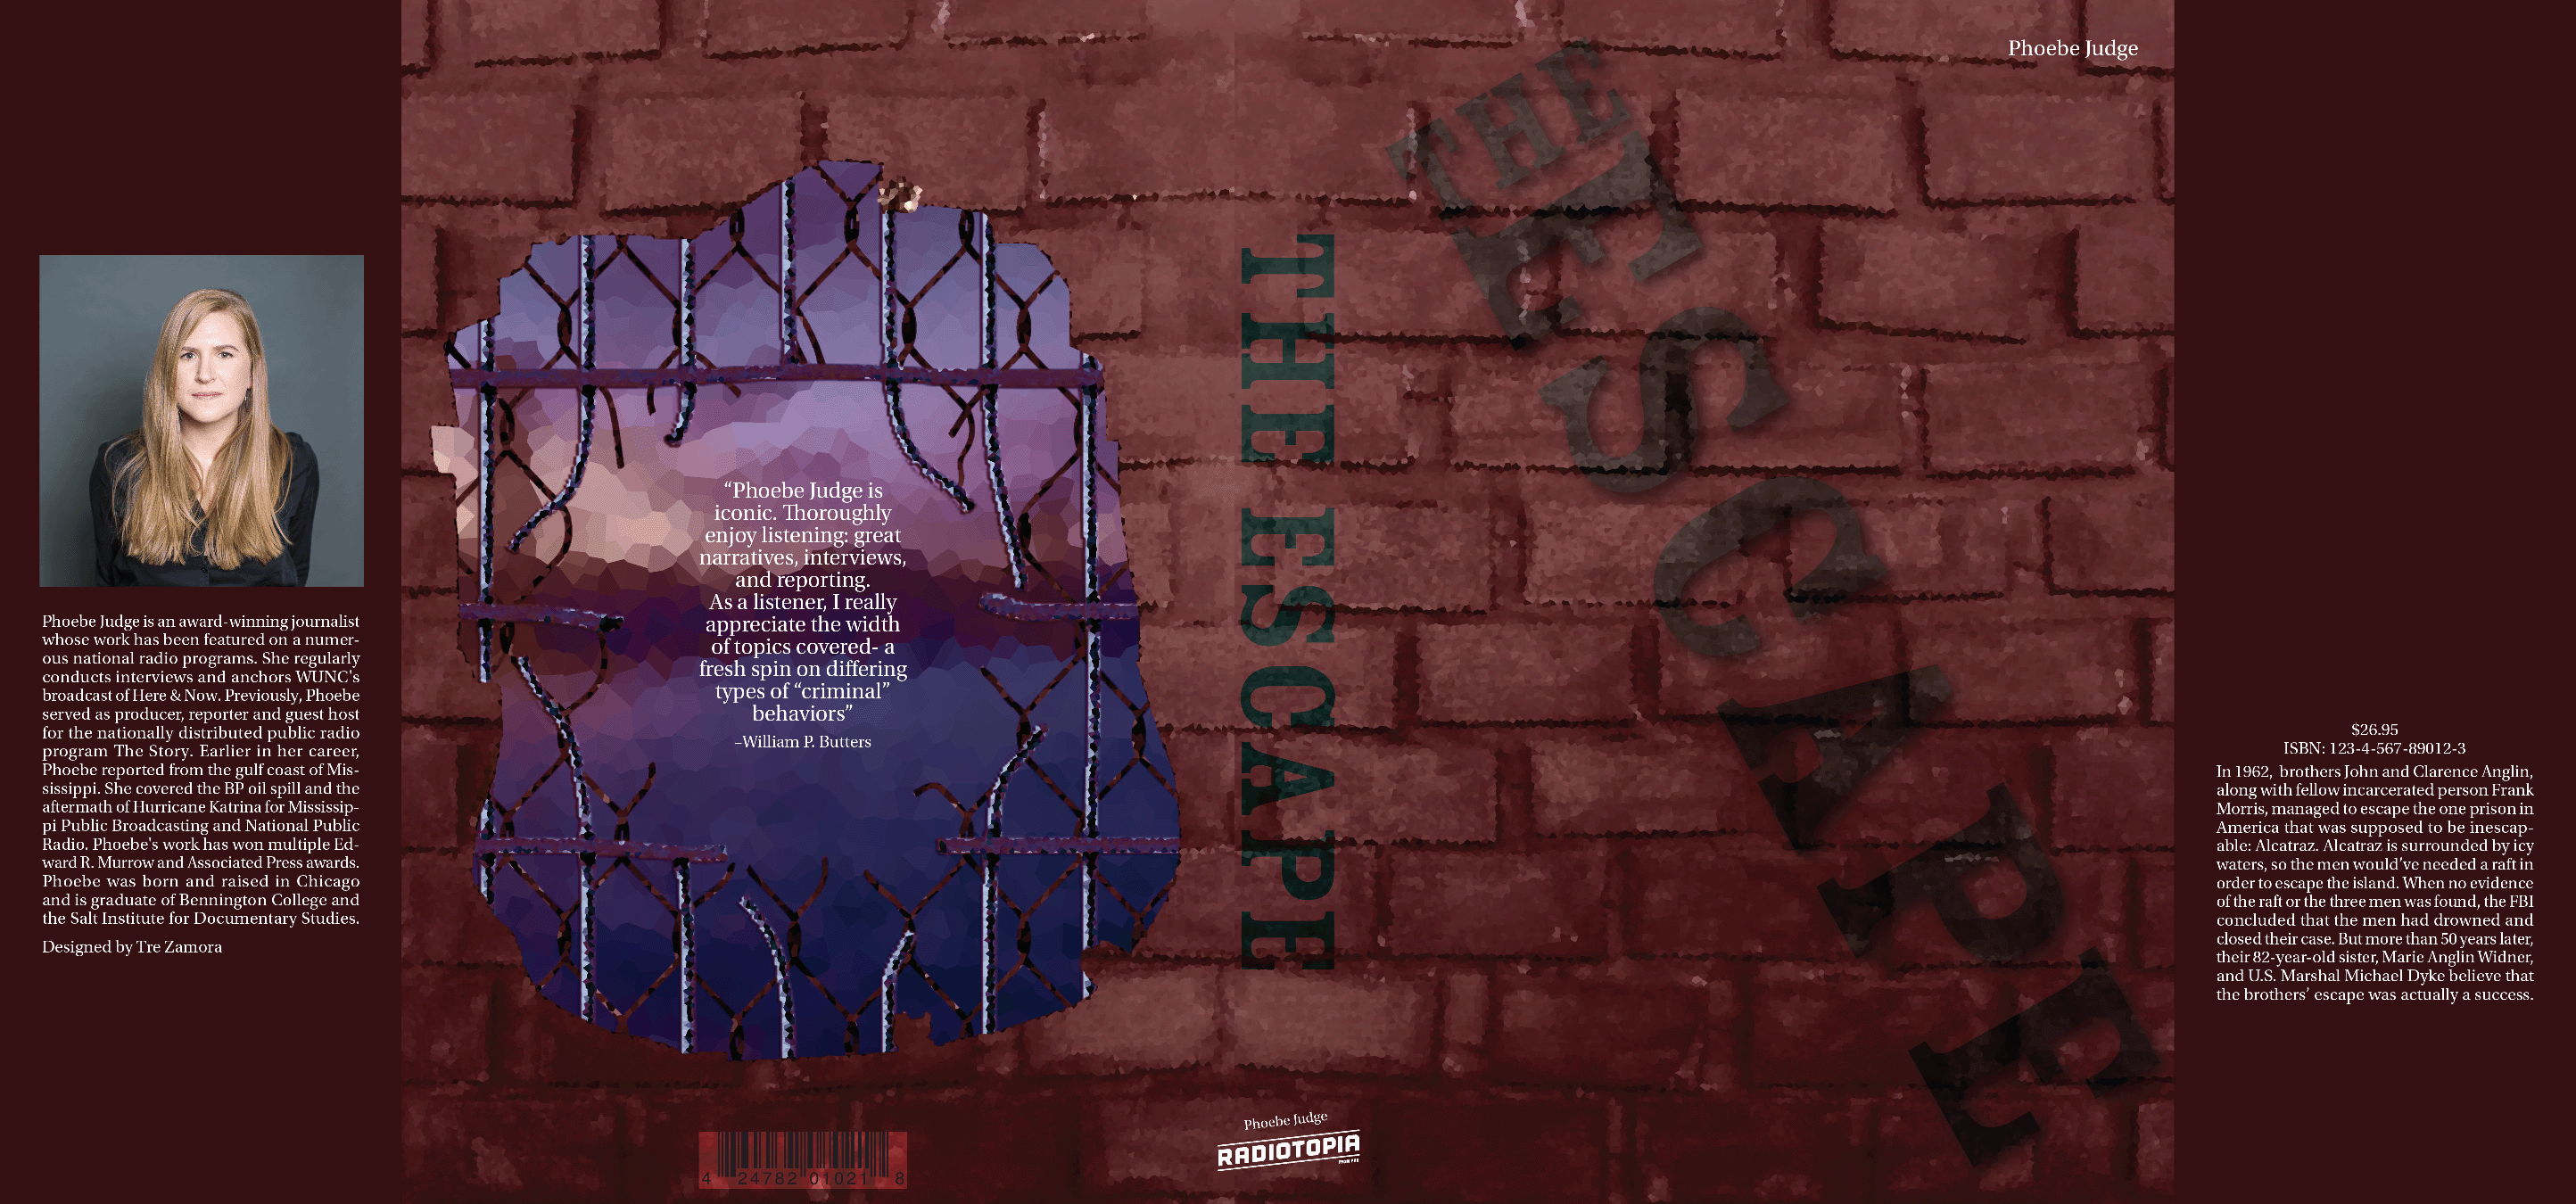 Phoebe Judge is an award-winning journalist
whose work has been featured on a numer-
ous national radio programs. She regularly
conducts interviews and anchors WUNC's
broadcast of Here & Now. Previously, Phoebe
served as producer, reporter and guest host
for the nationally distributed public radio
program The Story. Earlier in her career,
Phoebe reported from the gulf coast of Mis-
sissippi. She covered the BP oil spill and the
aftermath of Hurricane Katrina for Mississip-
pi Public Broadcasting and National Public
Radio. Phoebe's work has won multiple Ed-
ward R. Murrow and Associated Press awards.
Phoebe was born and raised in Chicago
and is graduate of Bennington College and
the Salt Institute for Documentary Studies.
Designed by Tre Zamora
“Phoebe Judge is
iconic. Thoroughly
enjoy listening: great
narratives, interviews,
and reporting.
As a listener, I really
appreciate the width
of topics covered- a
fresh spin on differing
types of “criminal”
behaviors”
–William P. Butters
4 24782 01021 8
THE ESCAPE
Phoebe Judge
RADIOTOPIA
Phoebe Judge
THE
ESCAPE
$26.95
ISBN: 123-4-567-89012-3
In 1962, brothers John and Clarence Anglin,
along with fellow incarcerated person Frank
Morris, managed to escape the one prison in
America that was supposed to be inescap-
able: Alcatraz. Alcatraz is surrounded by icy
waters, so the men would’ve needed a raft in
order to escape the island. When no evidence
of the raft or the three men was found, the FBI
concluded that the men had drowned and
closed their case. But more than 50 years later,
their 82-year-old sister, Marie Anglin Widner,
and U.S. Marshal Michael Dyke believe that
the brothers’ escape was actually a success.